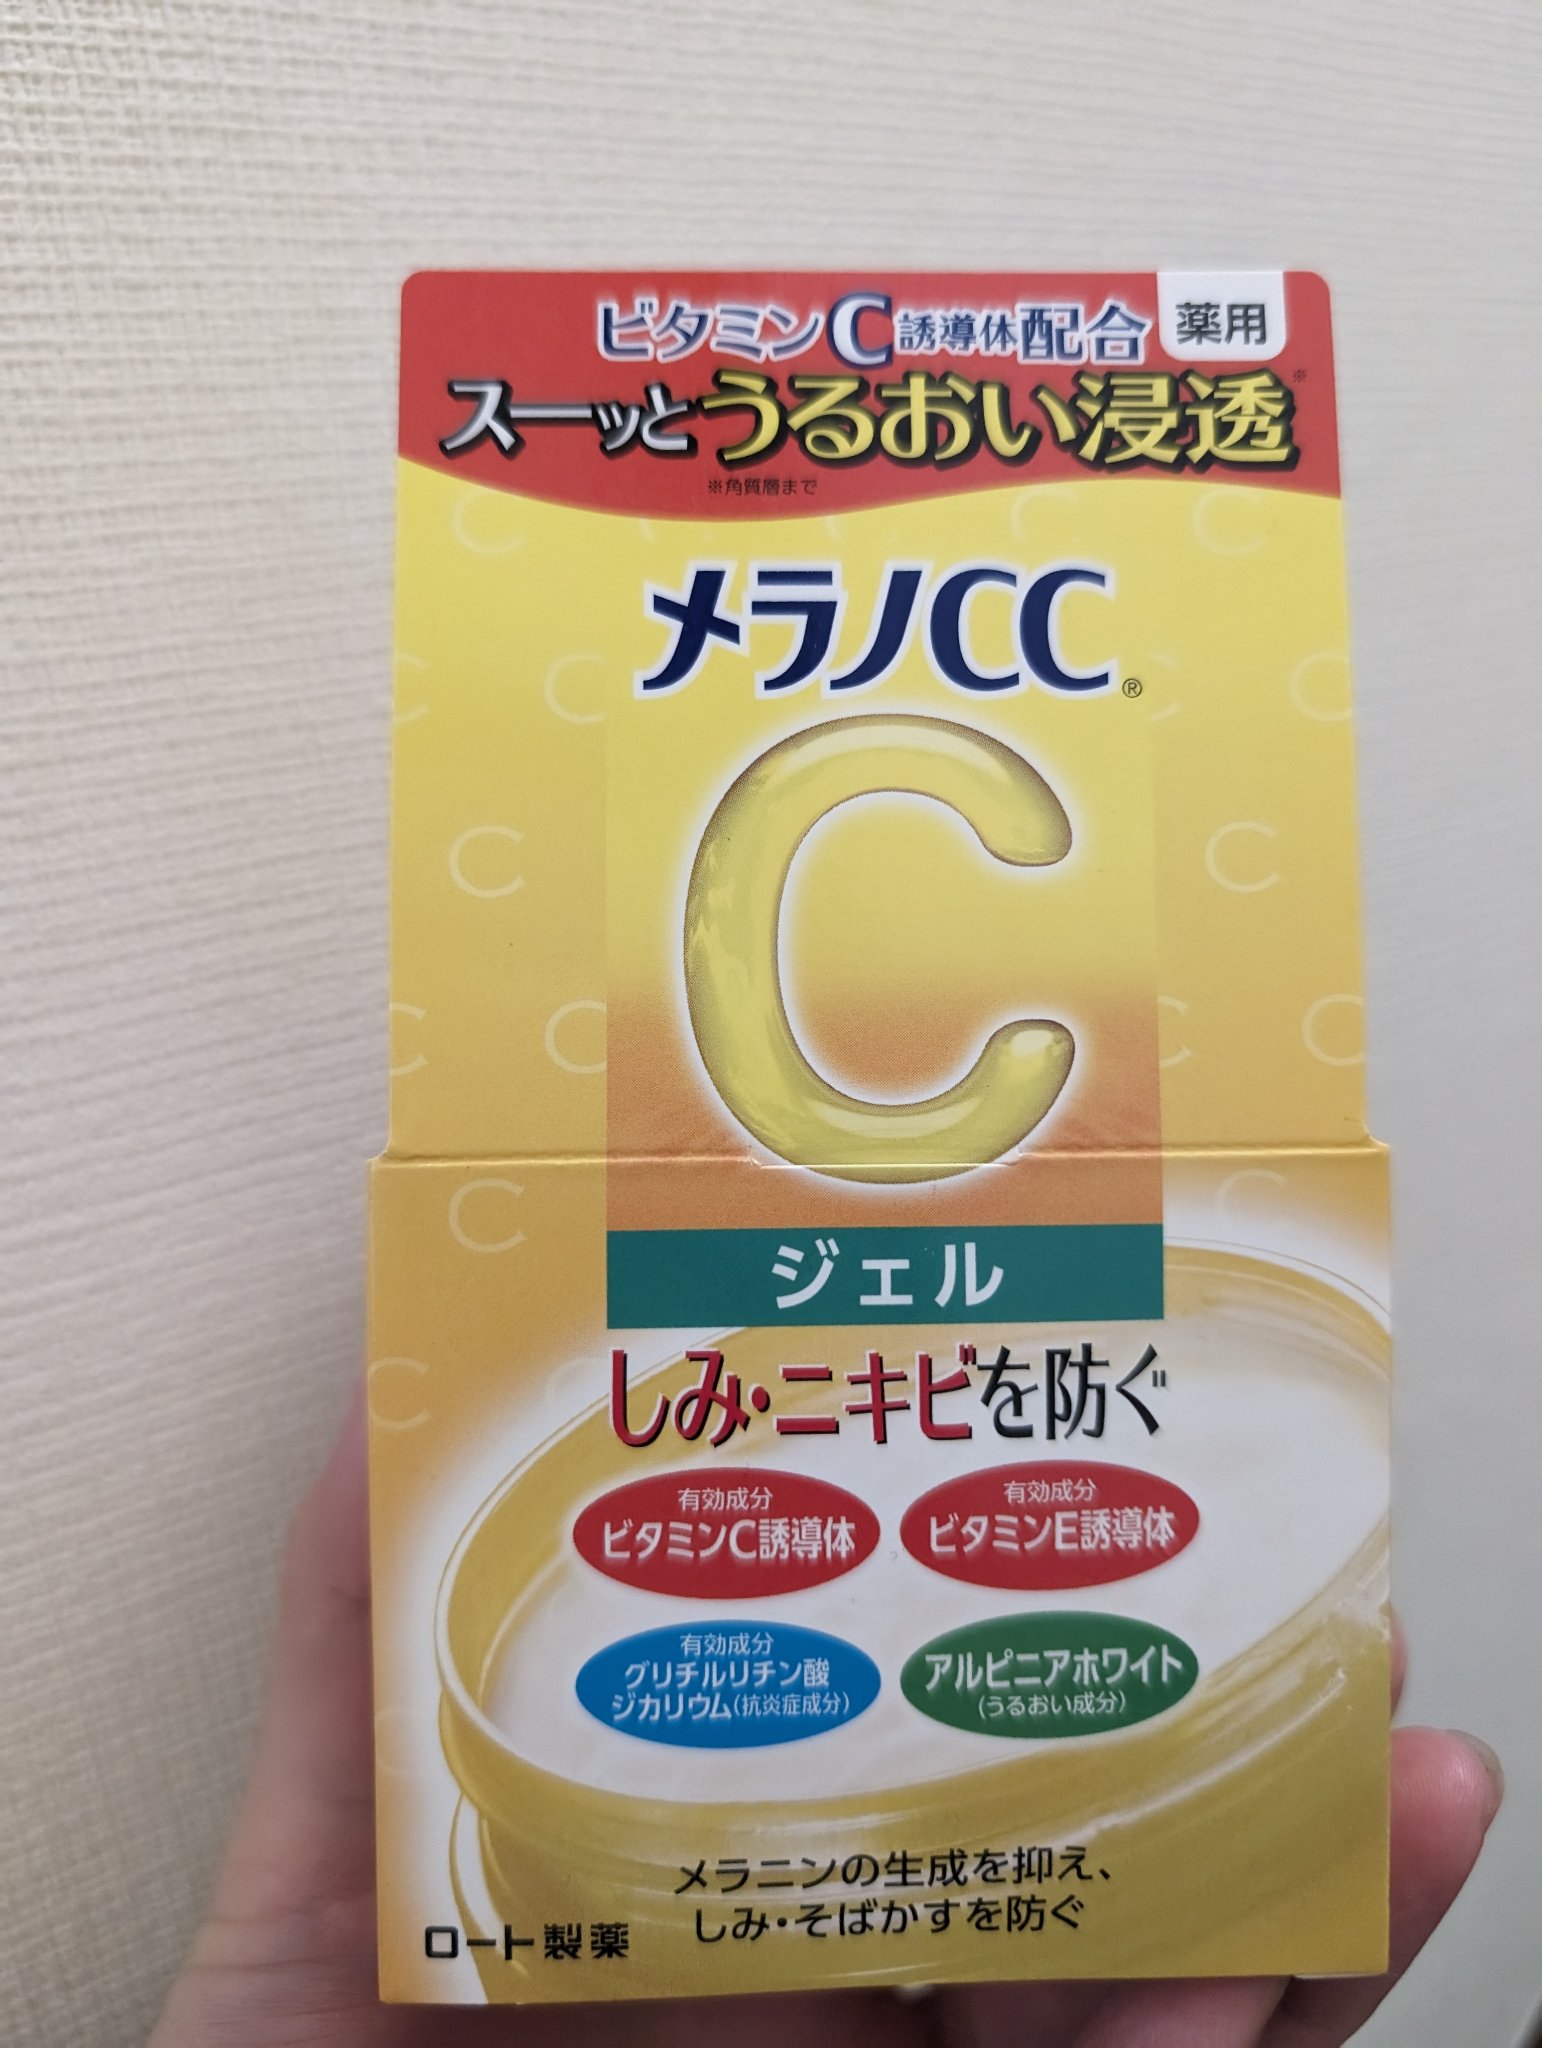 ビタミンC誘導体配合
薬用
スーッとうるおい浸透※
※角質層まで
メラノCC®
C
ジェル
しみ・ニキビを防ぐ
有効成分
ビタミンC誘導体
有効成分
ビタミンE誘導体
有効成分
グリチルリチン酸
ジカリウム(抗炎症成分)
アルピニアホワイト
(うるおい成分)
メラニンの生成を抑え、
しみ・そばかすを防ぐ
ロート製薬